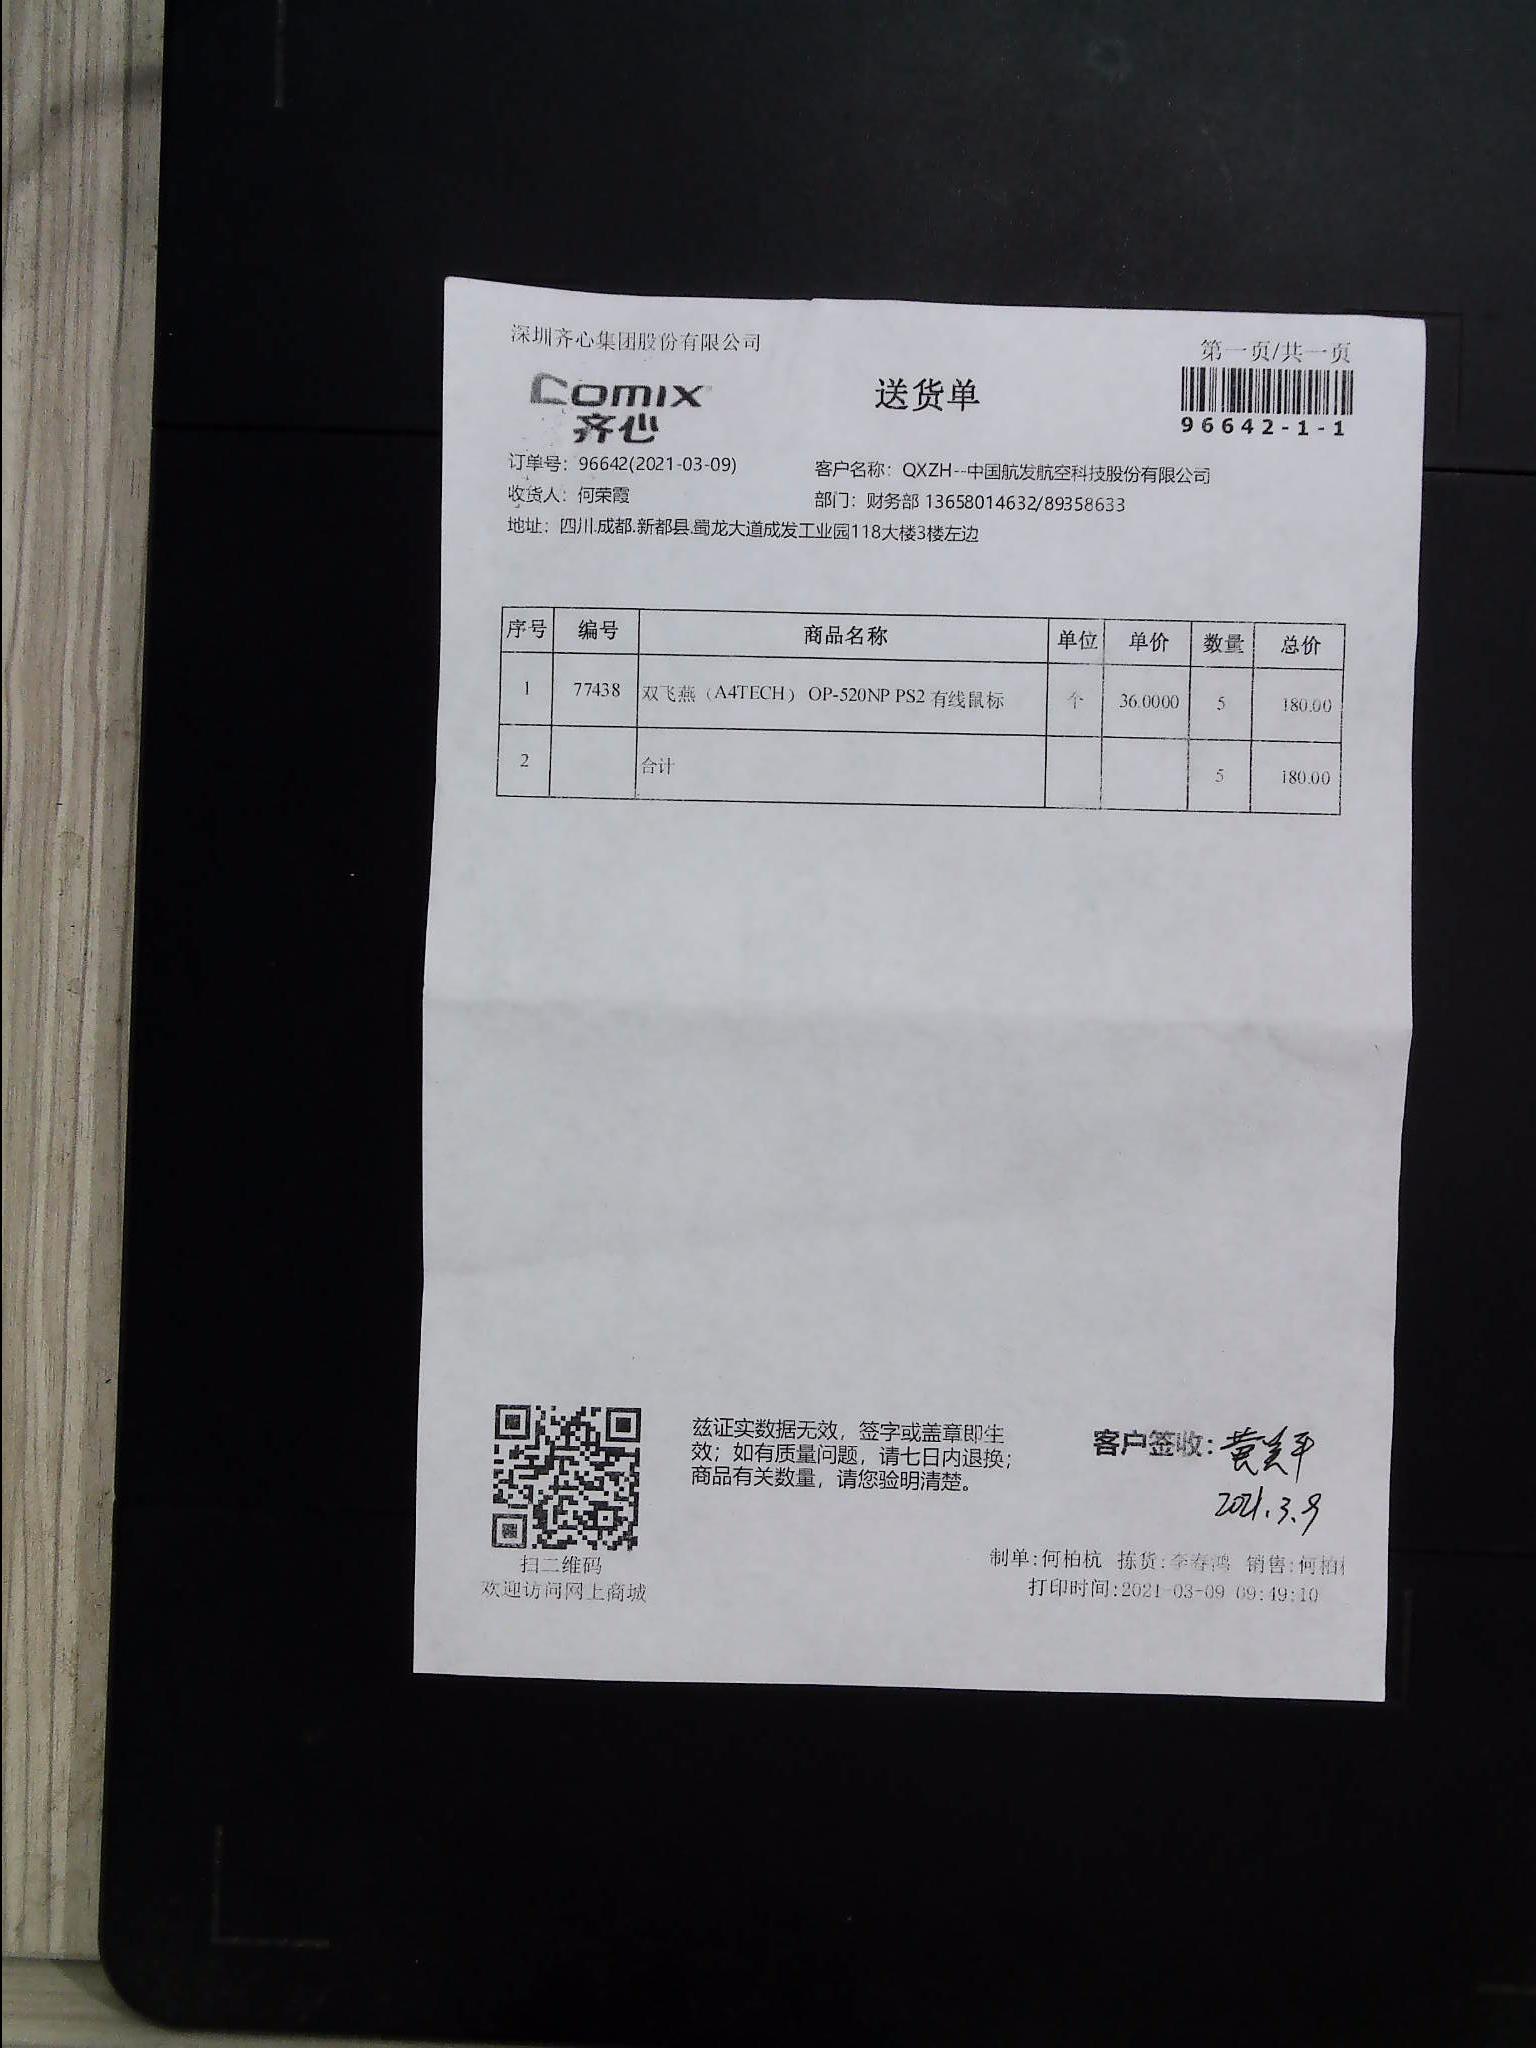 深圳齐心集团股份有限公司
第一页/共一页
comix
齐心
送货单
96642-1-1
订单号：96642(2021-03-09)
客户名称：QXZH--中国航发航空科技股份有限公司
收货人：何荣霞
部门：财务部 13658014632/89358633
地址：四川.成都.新都县.蜀龙大道成发工业园118大楼3楼左边
序号 编号 商品名称 单位 单价 数量 总价
1 77438 双飞燕（A4TECH） OP-520NP PS2 有线鼠标 个 36.0000 5 180.00
2 合计 5 180.00
兹证实数据无效，签字或盖章即生
效；如有质量问题，请七日内退换；
商品有关数量，请您验明清楚。
客户签收：
2021.3.9
扫二维码
欢迎访问网上商城
制单:何柏杭 拣货:李春鸿 销售:何柏
打印时间:2021-03-09 09:49:10